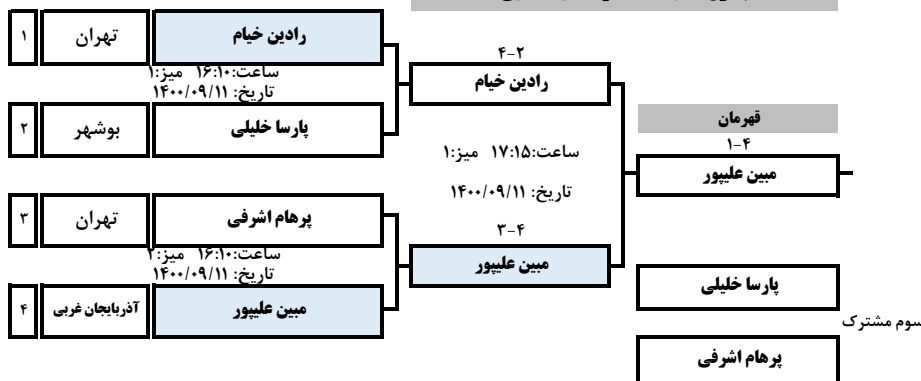 ۱ تهران رادین خیام
ساعت:۱۶:۱۰ میز:۱
تاریخ: ۱۴۰۰/۰۹/۱۱
۲ بوشهر پارسا خلیلی
۳ تهران پرهام اشرفی
ساعت:۱۶:۱۰ میز:۲
تاریخ: ۱۴۰۰/۰۹/۱۱
۴ آذربایجان غربی مبین علیپور
۴-۲
رادین خیام
ساعت:۱۷:۱۵ میز:۱
تاریخ: ۱۴۰۰/۰۹/۱۱
۳-۴
مبین علیپور
قهرمان
۱-۴
مبین علیپور
پارسا خلیلی
سوم مشترک
پرهام اشرفی